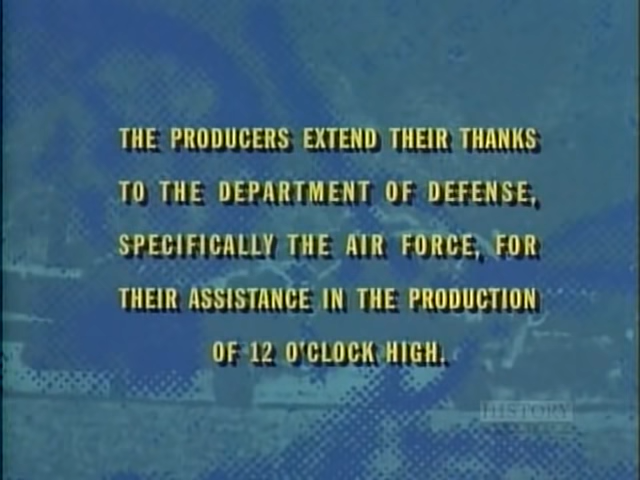 THE PRODUCERS EXTEND THEIR THANKS
TO THE DEPARTMENT OF DEFENSE,
SPECIFICALLY THE AIR FORCE, FOR
THEIR ASSISTANCE IN THE PRODUCTION
OF 12 O'CLOCK HIGH.
HISTORY